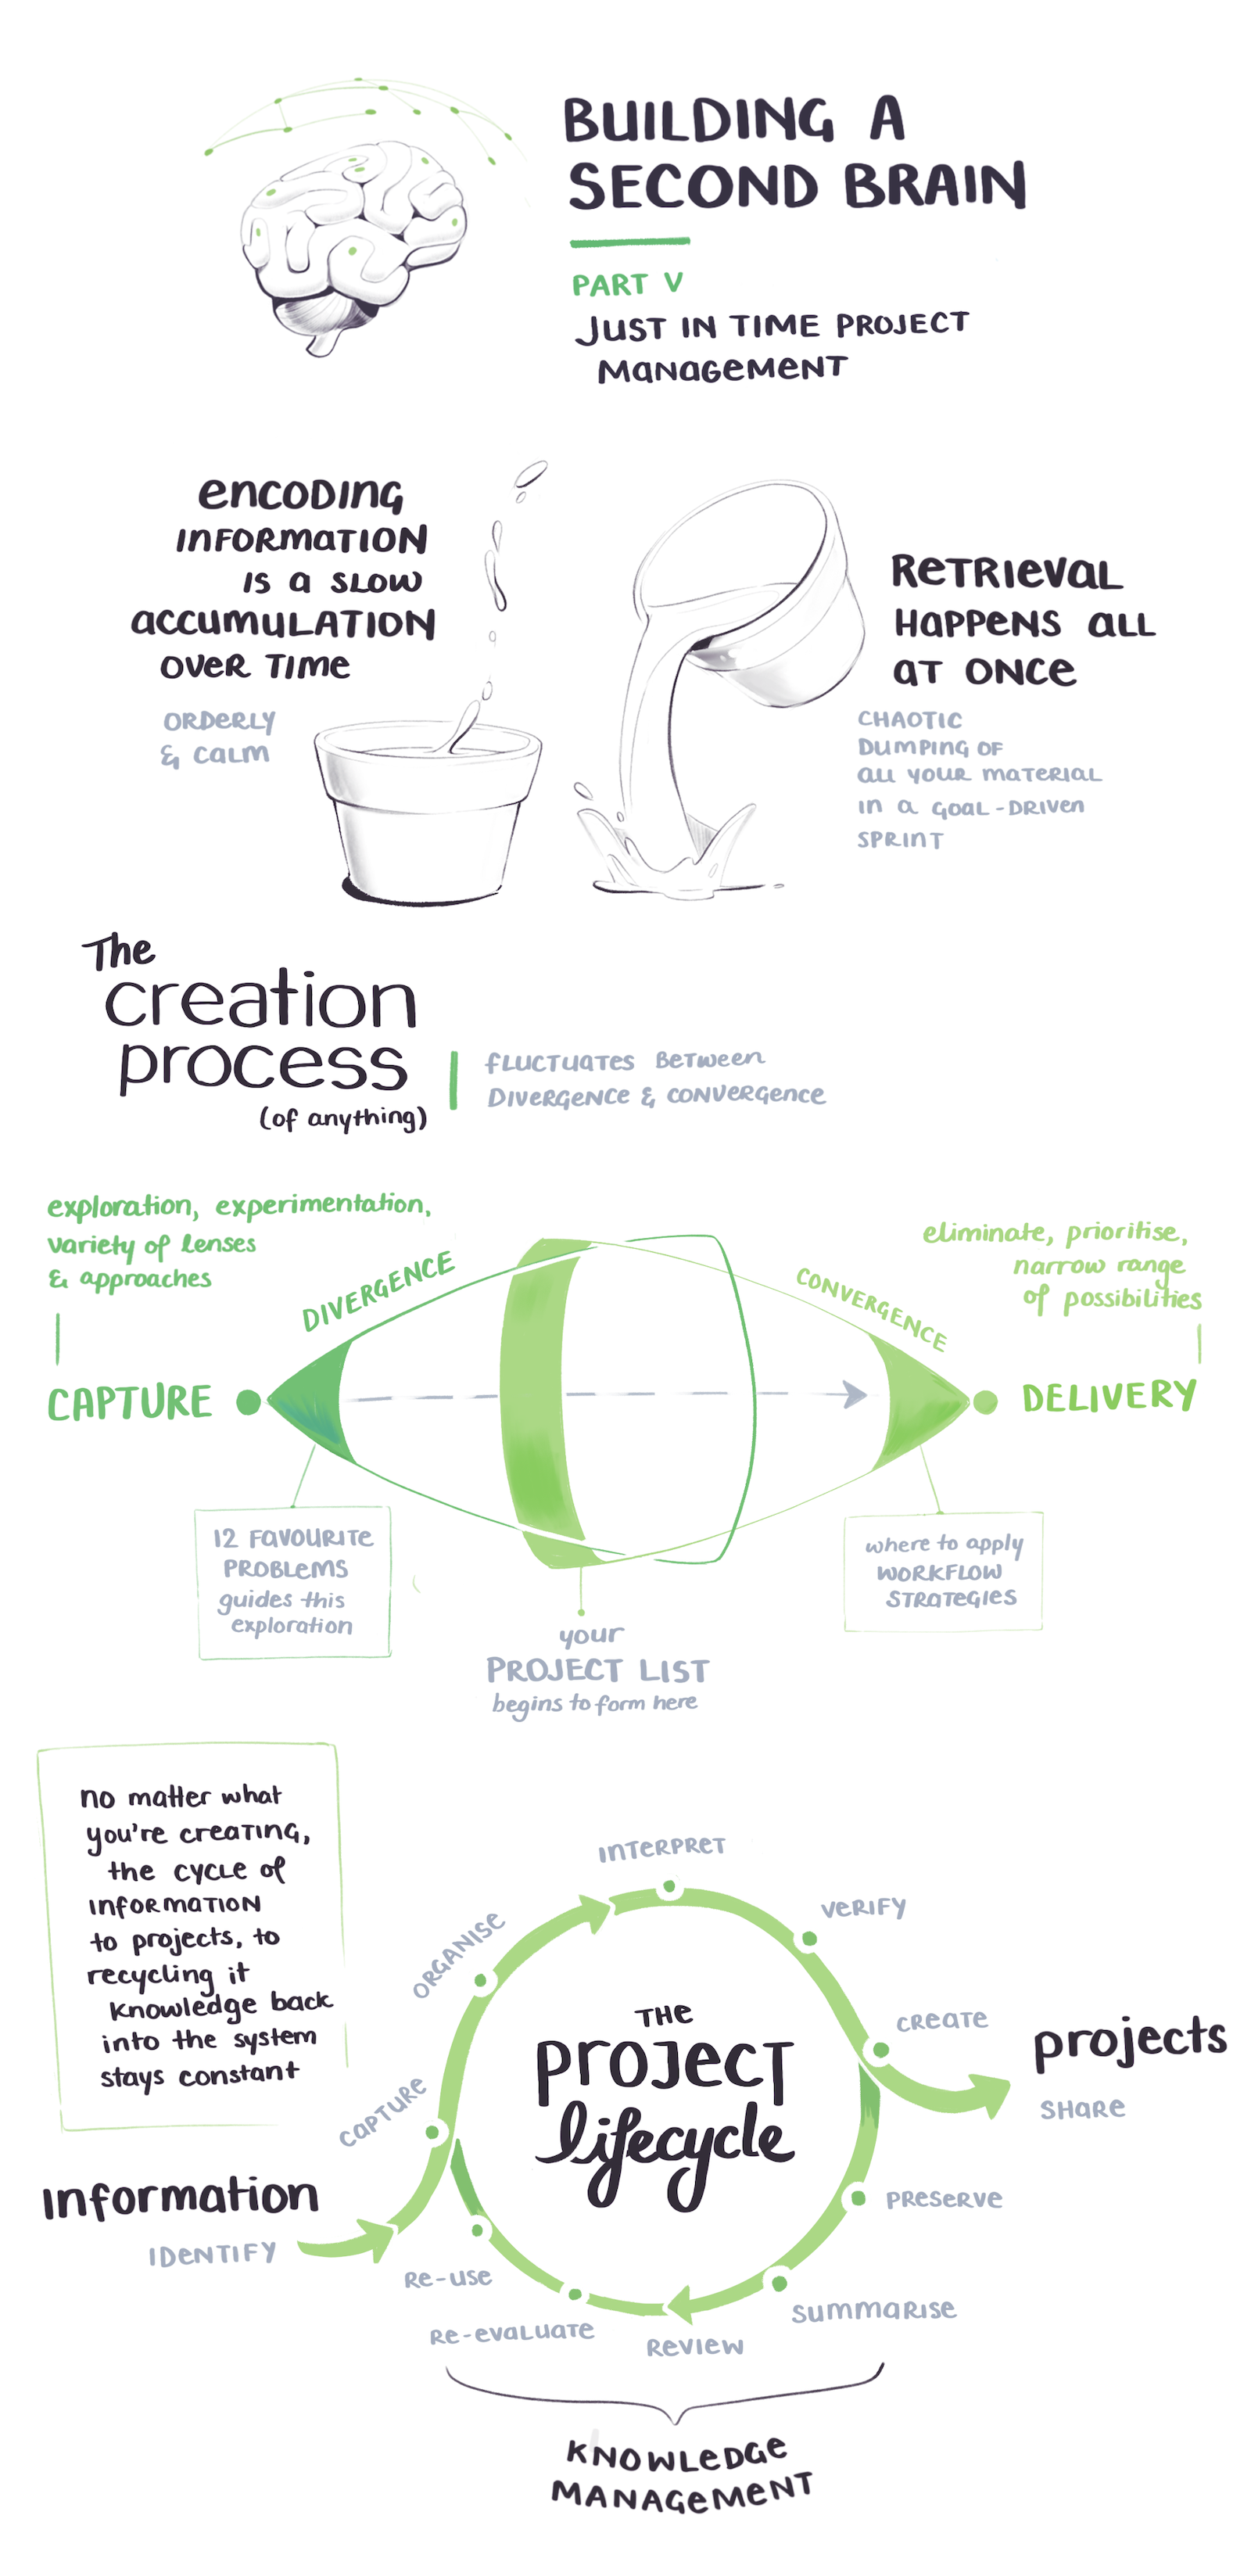 BUILDING A
SECOND BRAIN
PART V
JUST IN TIME PROJECT
MANAGEMENT
ENCODING
INFORMATION
IS A SLOW
ACCUMULATION
OVER TIME
ORDERLY
& CALM
RETRIEVAL
HAPPENS ALL
AT ONCE
CHAOTIC
DUMPING OF
ALL YOUR MATERIAL
IN A GOAL-DRIVEN
SPRINT
The
creation
process
(of anything)
FLUCTUATES BETWEEN
DIVERGENCE & CONVERGENCE
exploration, experimentation,
variety of lenses
& approaches
DIVERGENCE
CAPTURE
eliminate, prioritise,
narrow range
of possibilities
CONVERGENCE
DELIVERY
12 FAVOURITE
PROBLEMS
guides this
exploration
your
PROJECT LIST
begins to form here
where to apply
WORKFLOW
STRATEGIES
no matter what
you're creating,
the cycle of
information
to projects, to
recycling it
knowledge back
into the system
stays constant
THE
PROJECT
lifecycle
Information
IDENTIFY
CAPTURE
ORGANISE
INTERPRET
VERIFY
CREATE
projects
SHARE
PRESERVE
SUMMARISE
REVIEW
RE-EVALUATE
RE-USE
KNOWLEDGE
MANAGEMENT